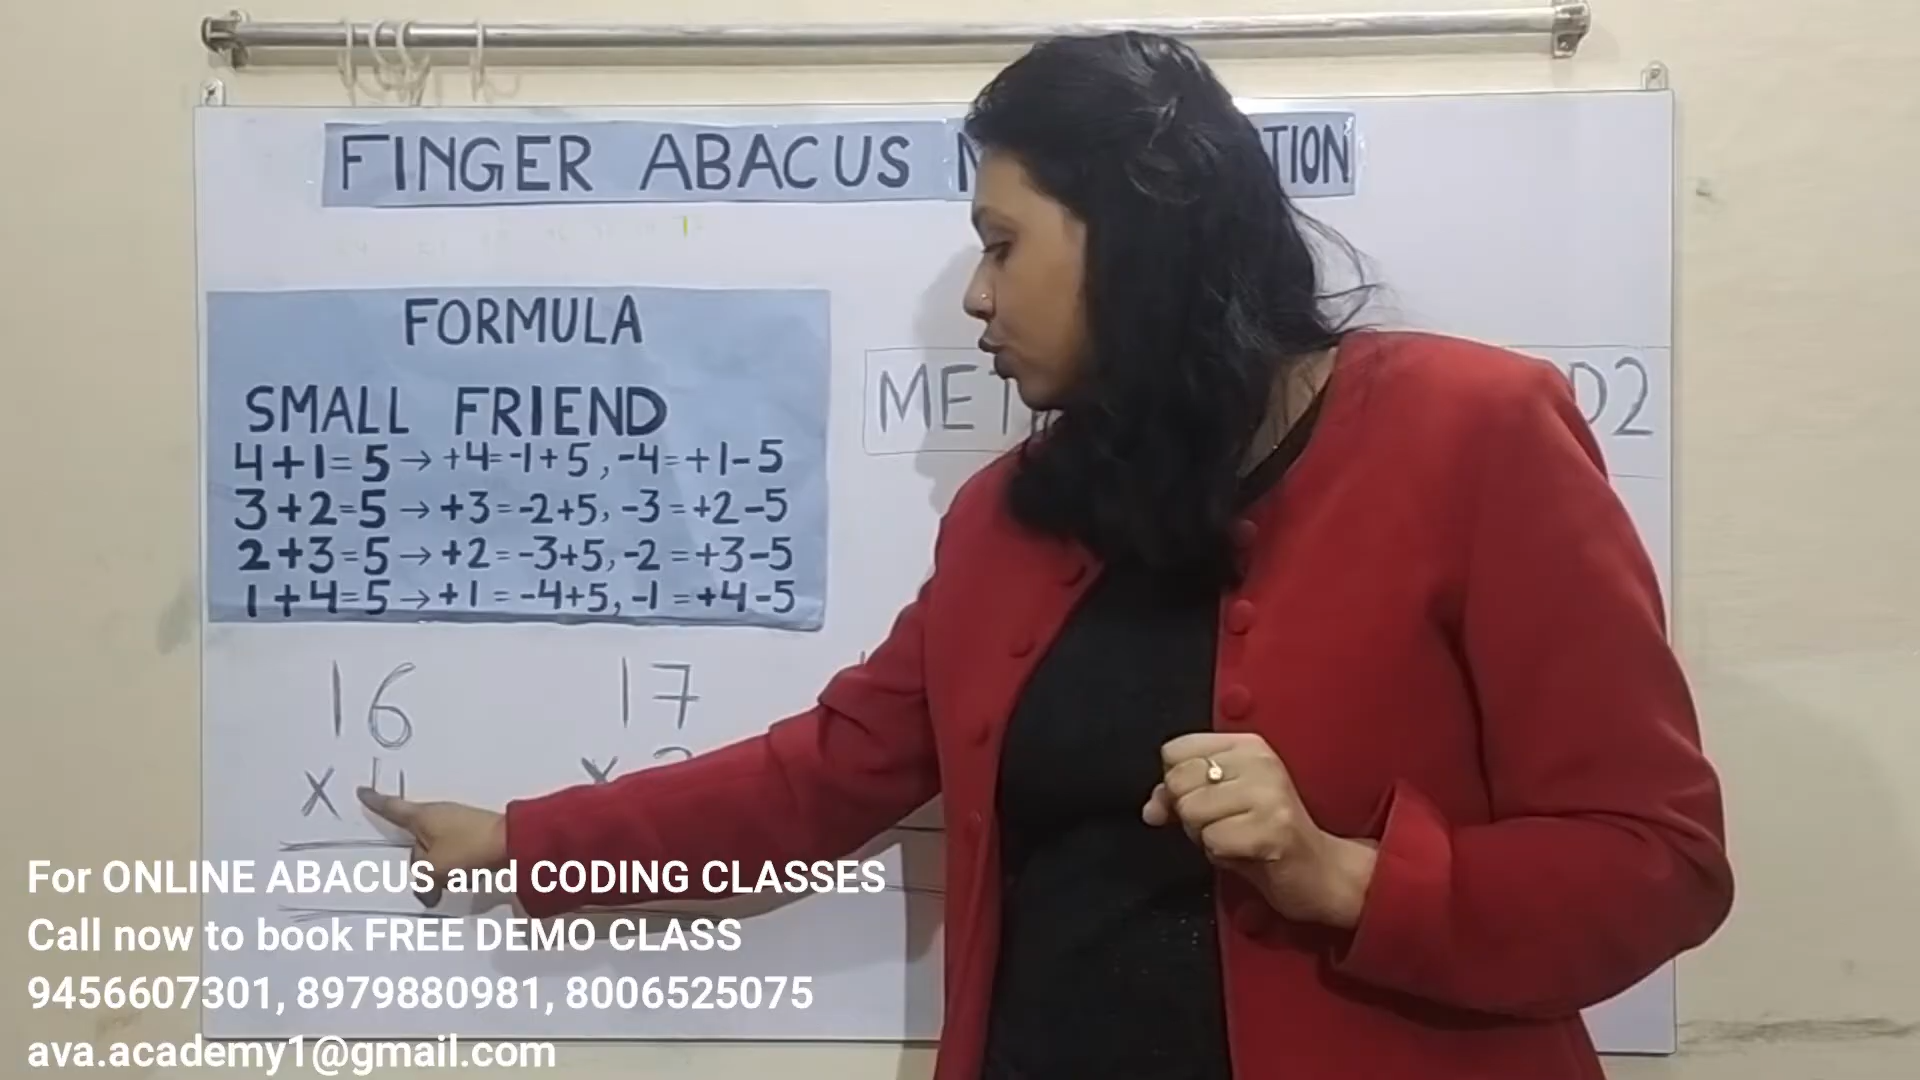 FINGER ABACUS
FORMULA
SMALL FRIEND
4+1=5→+4=-1+5,-4=+1-5
3+2=5→+3=-2+5,-3=+2-5
2+3=5→+2=-3+5,-2=+3-5
1+4=5→+1=-4+5,-1=+4-5
16 17
x 4 x
For ONLINE ABACUS and CODING CLASSES
Call now to book FREE DEMO CLASS
9456607301, 8979880981, 8006525075
ava.academy1@gmail.com